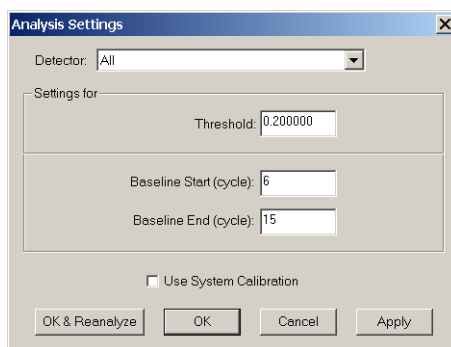 Analysis Settings
Detector: All
Settings for
Threshold: 0.200000
Baseline Start (cycle): 6
Baseline End (cycle): 15
Use System Calibration
OK & Reanalyze OK Cancel Apply